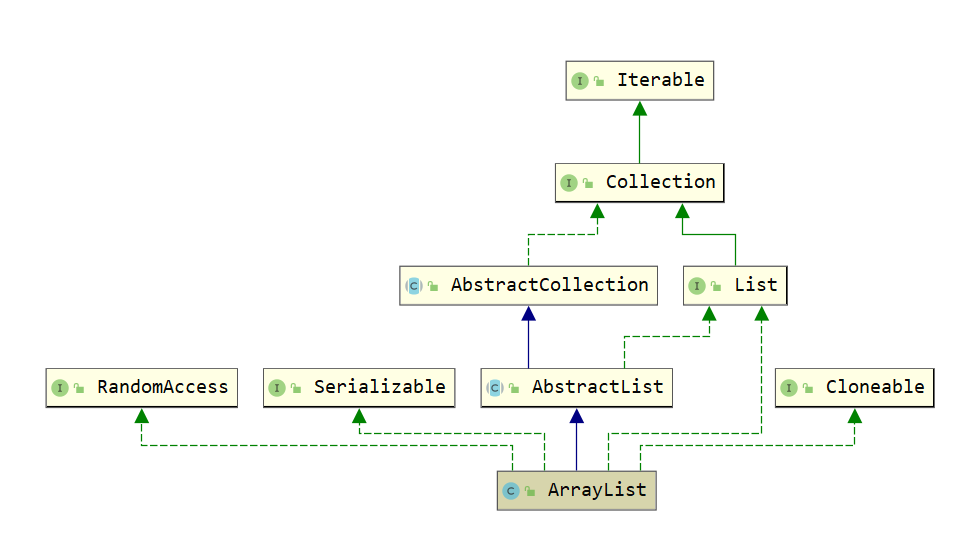 I Iterable
I Collection
C AbstractCollection
I List
I RandomAccess
I Serializable
C AbstractList
I Cloneable
C ArrayList